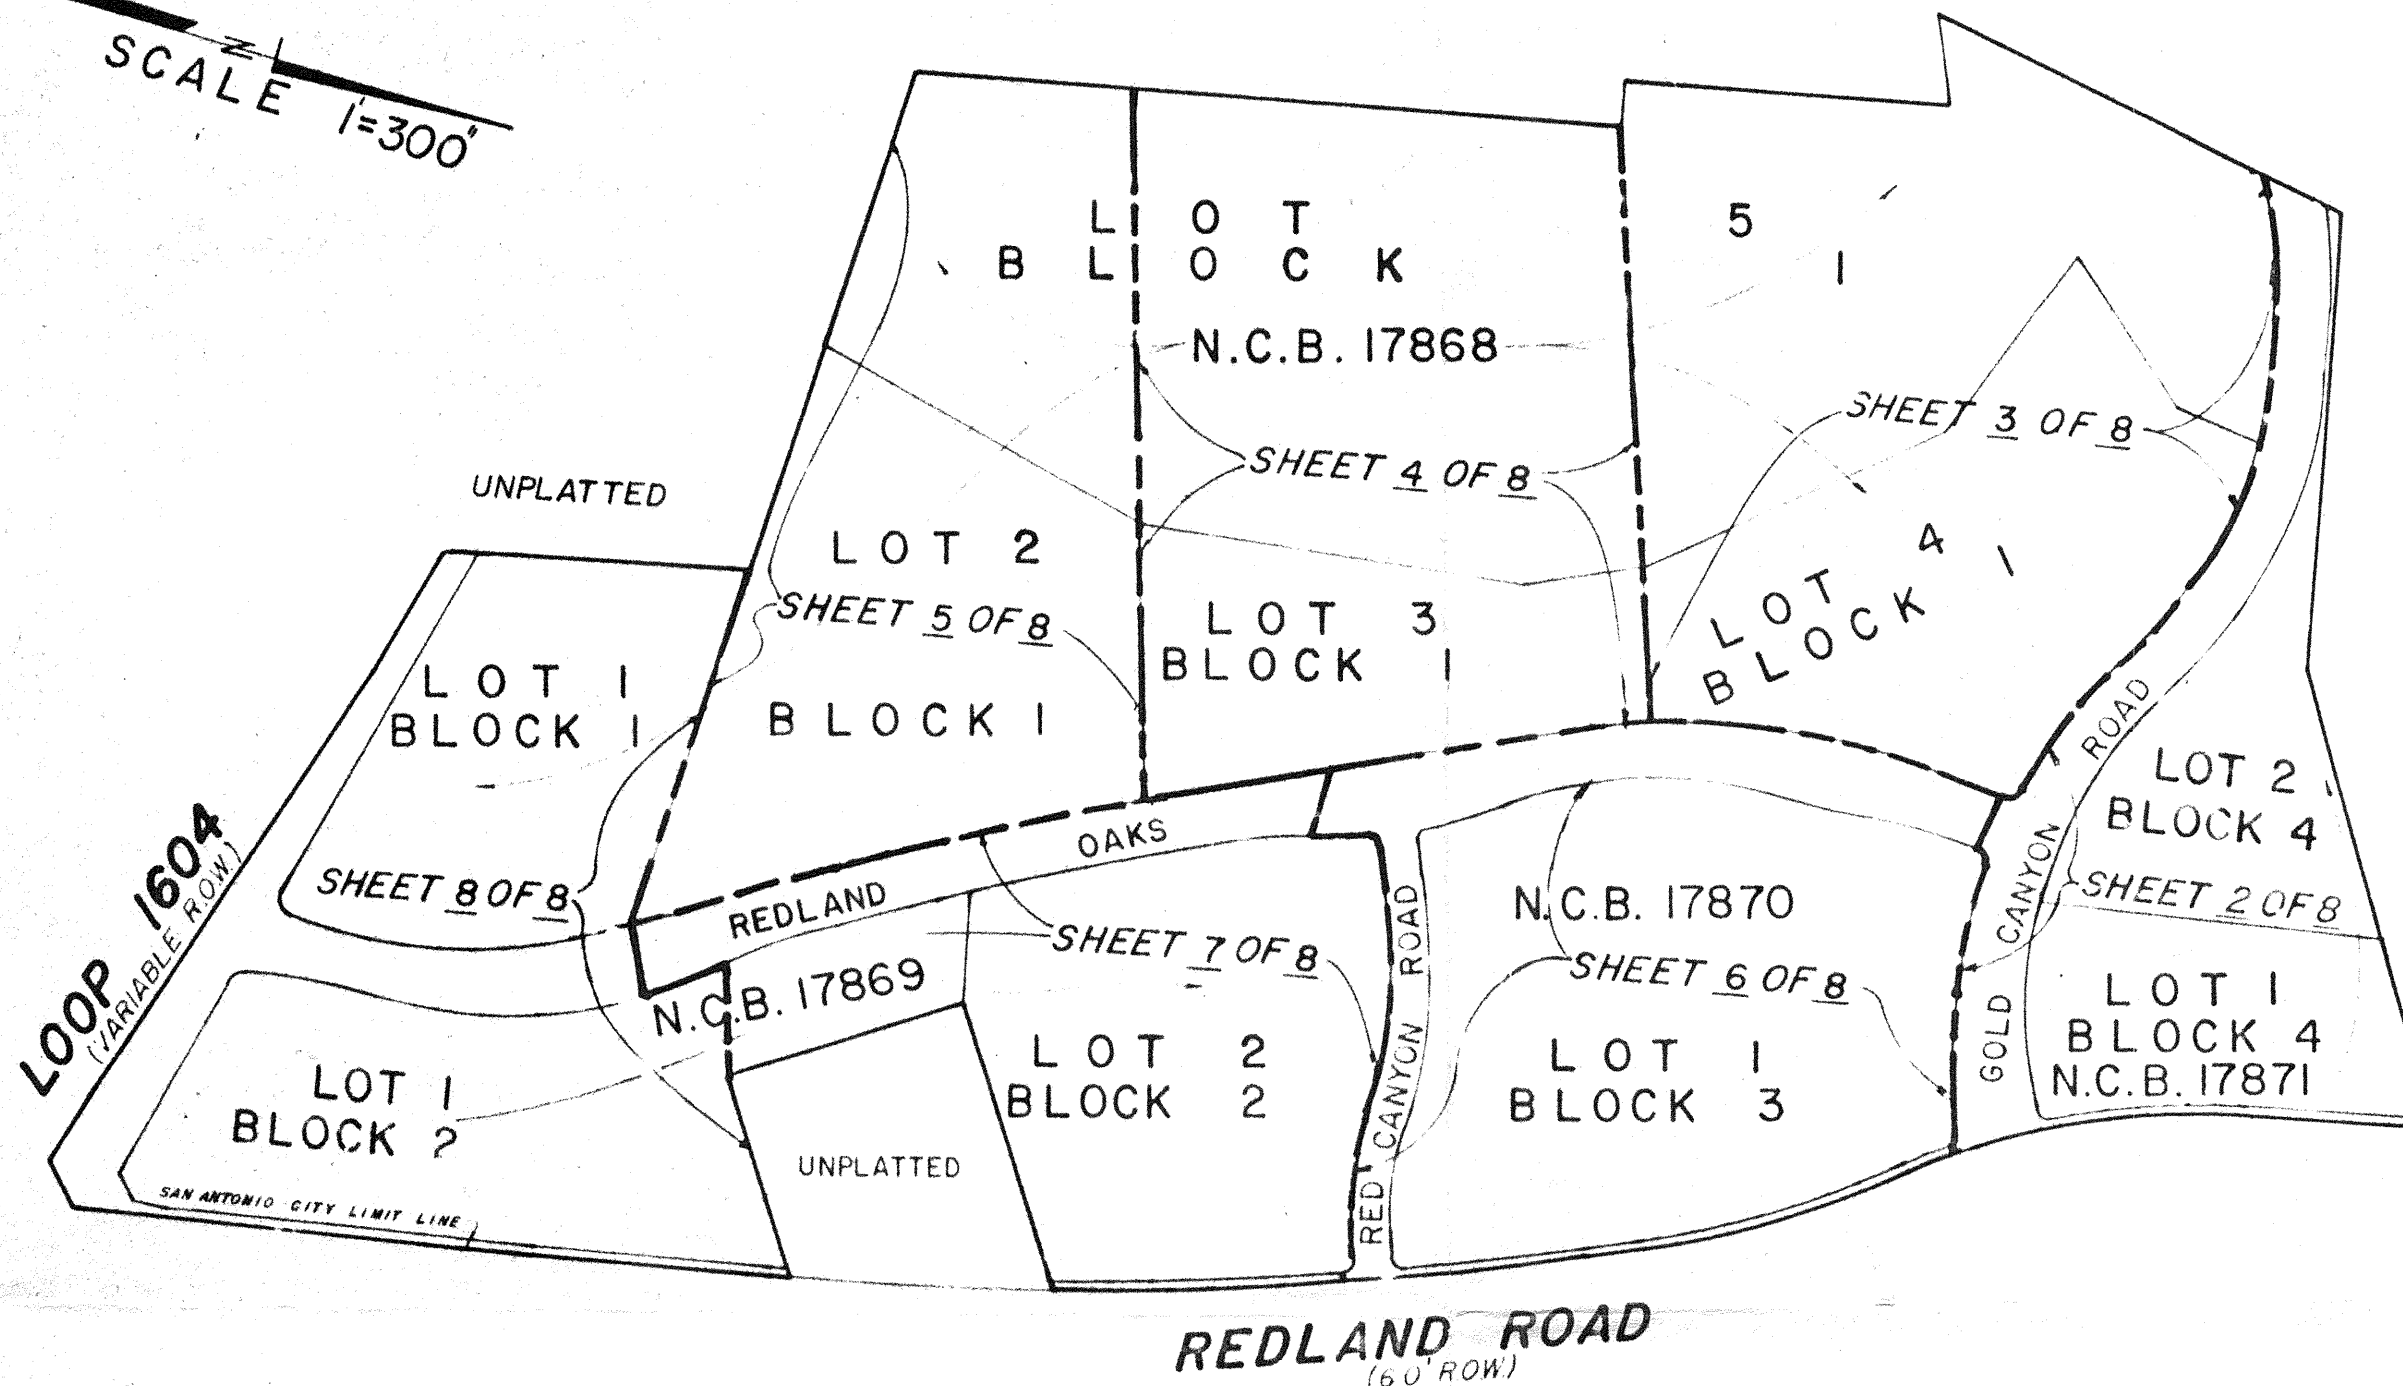 N
SCALE 1'=300"
LOT 5
BLOCK 1
N.C.B. 17868
SHEET 3 OF 8
SHEET 4 OF 8
UNPLATTED
LOT 2
SHEET 5 OF 8
BLOCK 1
LOT 3
BLOCK 1
LOT 4
BLOCK 1
LOT 1
BLOCK 1
SHEET 8 OF 8
LOOP 1604
(VARIABLE R.O.W.)
REDLAND OAKS
N.C.B. 17869
SHEET 7 OF 8
LOT 2
BLOCK 2
LOT 1
BLOCK 2
UNPLATTED
SAN ANTONIO CITY LIMIT LINE
RED CANYON ROAD
N.C.B. 17870
SHEET 6 OF 8
LOT 1
BLOCK 3
GOLD CANYON ROAD
LOT 2
BLOCK 4
SHEET 2 OF 8
LOT 1
BLOCK 4
N.C.B. 17871
REDLAND ROAD
(60' R.O.W.)